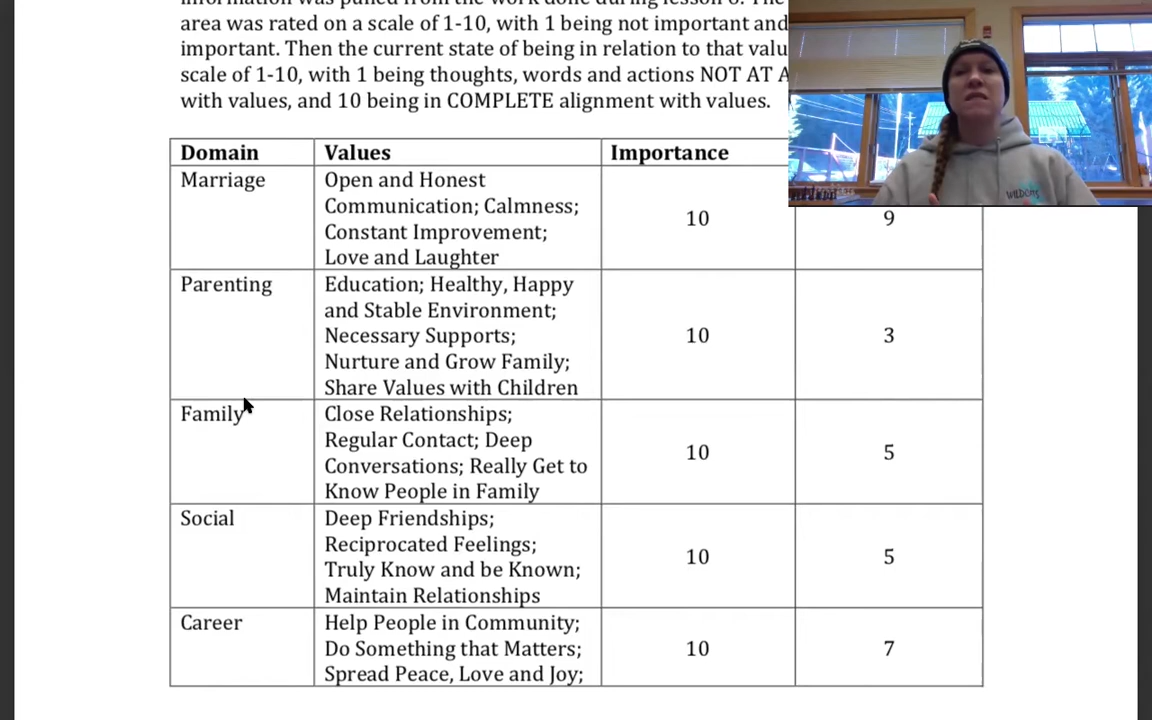 information was pulled from the work done during lesson 6. The
area was rated on a scale of 1-10, with 1 being not important and
important. Then the current state of being in relation to that valu
scale of 1-10, with 1 being thoughts, words and actions NOT AT A
with values, and 10 being in COMPLETE alignment with values.
Domain Values Importance
Marriage Open and Honest
Communication; Calmness;
Constant Improvement;
Love and Laughter
10 9
Parenting Education; Healthy, Happy
and Stable Environment;
Necessary Supports;
Nurture and Grow Family;
Share Values with Children
10 3
Family Close Relationships;
Regular Contact; Deep
Conversations; Really Get to
Know People in Family
10 5
Social Deep Friendships;
Reciprocated Feelings;
Truly Know and be Known;
Maintain Relationships
10 5
Career Help People in Community;
Do Something that Matters;
Spread Peace, Love and Joy;
10 7
WILDCATS